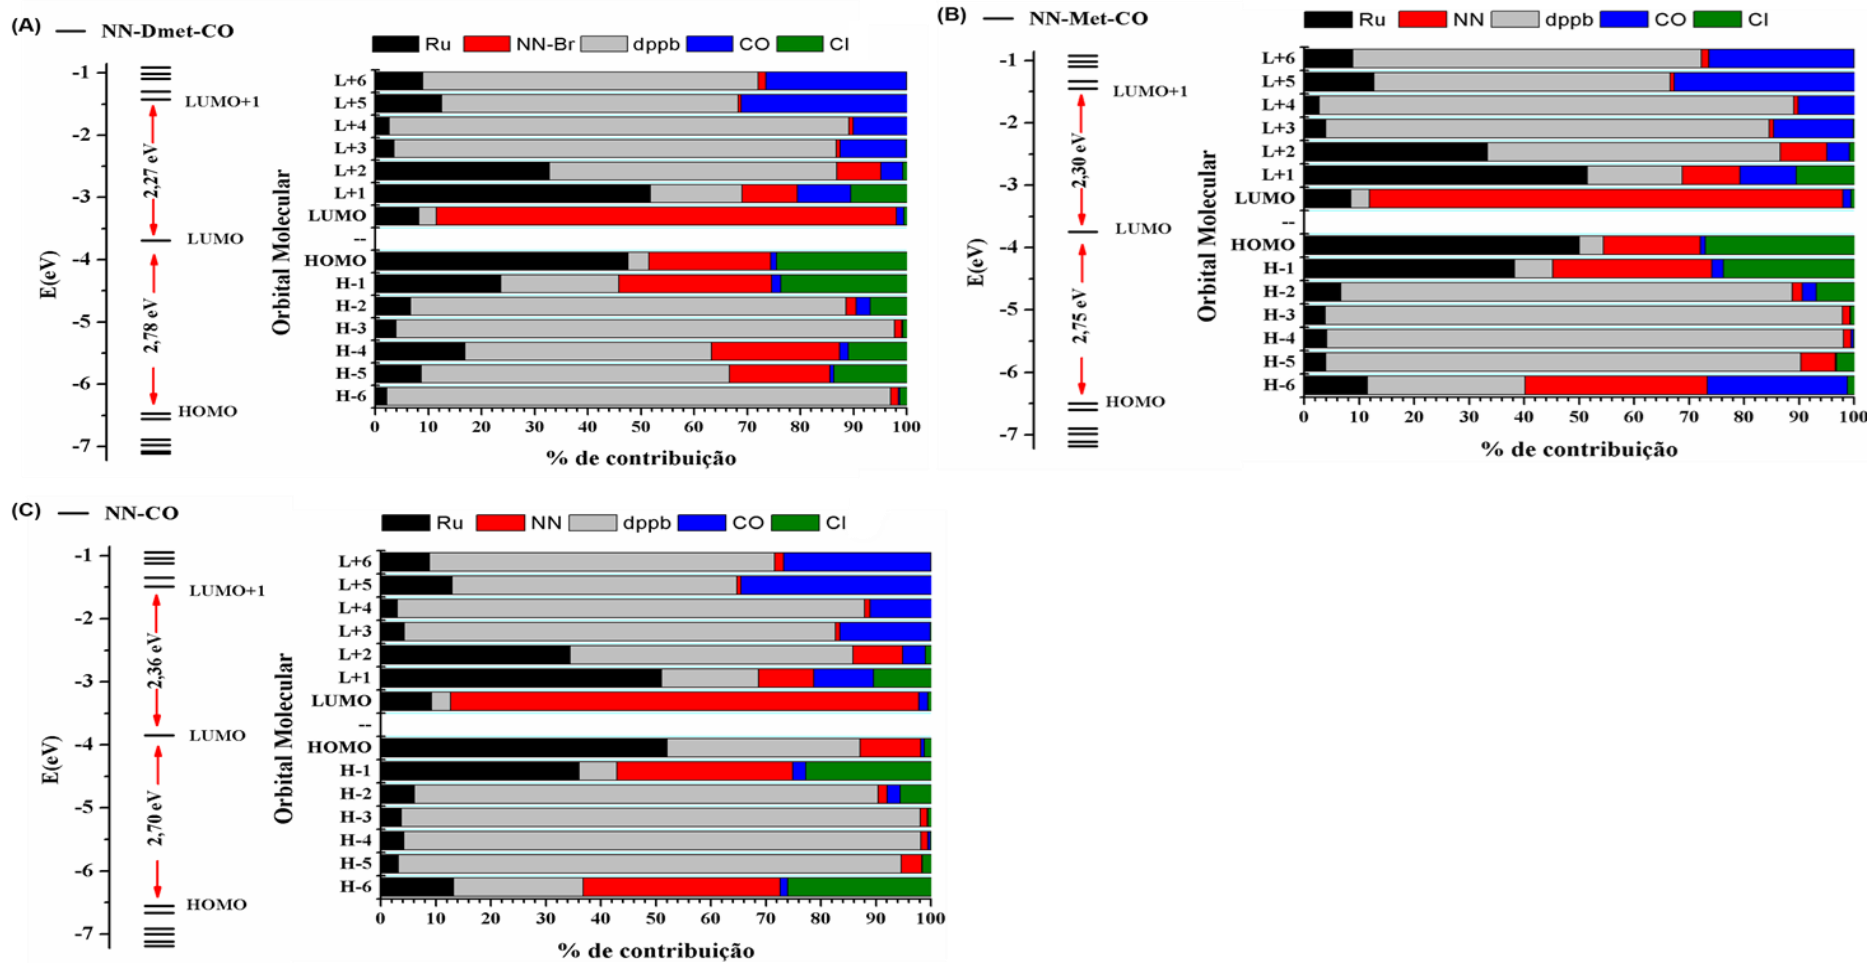 (A) NN-Dmet-CO
Ru NN-Br dppb CO Cl
E(eV)
-1
-2
-3
-4
-5
-6
-7
LUMO+1
2,27 eV
LUMO
2,78 eV
HOMO
Orbital Molecular
L+6
L+5
L+4
L+3
L+2
L+1
LUMO
--
HOMO
H-1
H-2
H-3
H-4
H-5
H-6
0 10 20 30 40 50 60 70 80 90 100
% de contribuição
(B) NN-Met-CO
Ru NN dppb CO Cl
E(eV)
-1
-2
-3
-4
-5
-6
-7
LUMO+1
2,30 eV
LUMO
2,75 eV
HOMO
Orbital Molecular
L+6
L+5
L+4
L+3
L+2
L+1
LUMO
--
HOMO
H-1
H-2
H-3
H-4
H-5
H-6
0 10 20 30 40 50 60 70 80 90 100
% de contribuição
(C) NN-CO
Ru NN dppb CO Cl
E(eV)
-1
-2
-3
-4
-5
-6
-7
LUMO+1
2,36 eV
LUMO
2,70 eV
HOMO
Orbital Molecular
L+6
L+5
L+4
L+3
L+2
L+1
LUMO
--
HOMO
H-1
H-2
H-3
H-4
H-5
H-6
0 10 20 30 40 50 60 70 80 90 100
% de contribuição